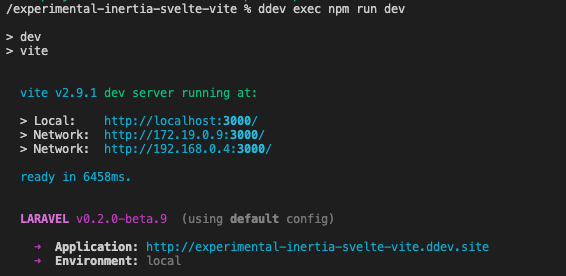 /experimental-inertia-svelte-vite % ddev exec npm run dev
> dev
> vite
vite v2.9.1 dev server running at:
> Local: http://localhost:3000/
> Network: http://172.19.0.9:3000/
> Network: http://192.168.0.4:3000/
ready in 6458ms.
LARAVEL v0.2.0-beta.9 (using default config)
➜ Application: http://experimental-inertia-svelte-vite.ddev.site
➜ Environment: local